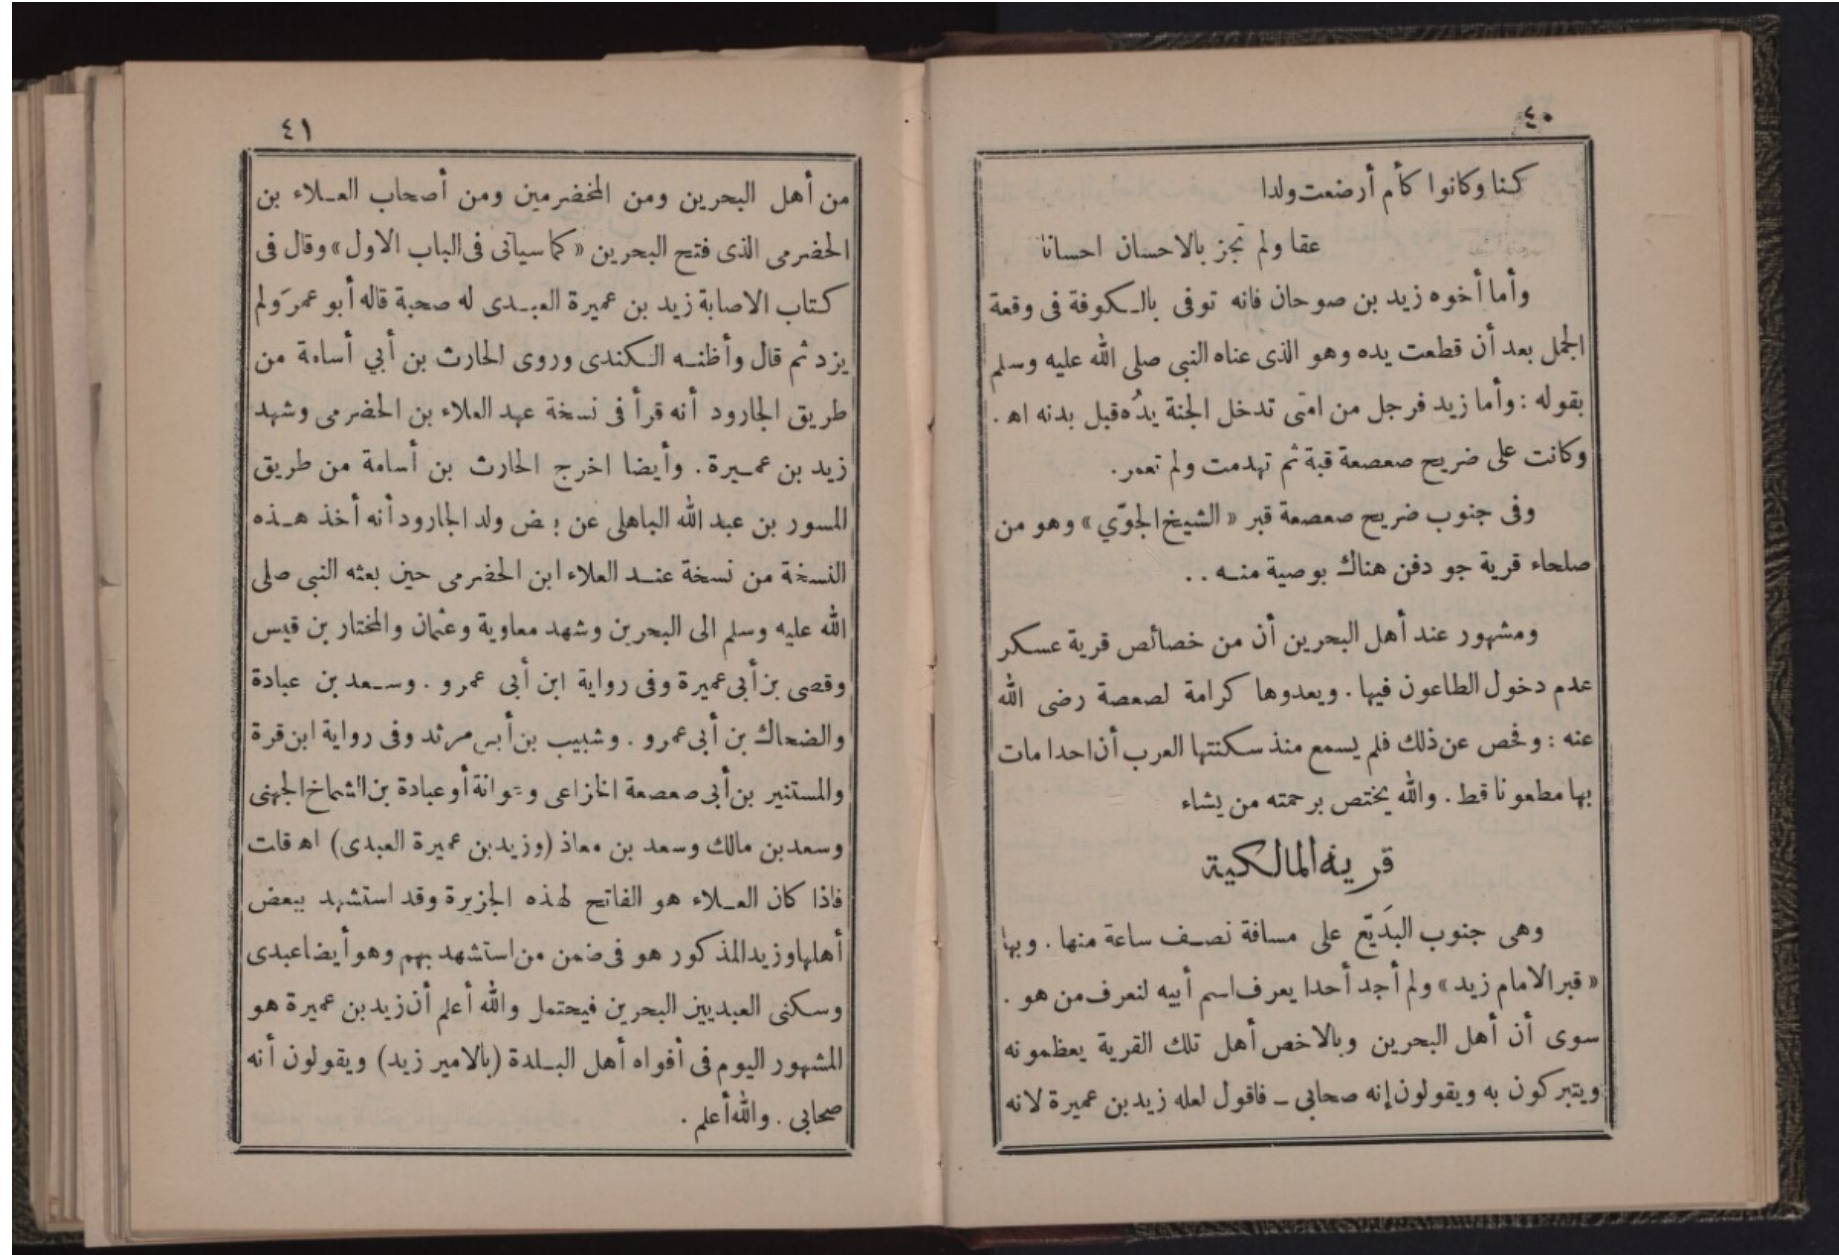 ٤٠
كنا وكانوا كأم أرضعت ولدا
عقا ولم تجز بالاحسان احسانا
وأما أخوه زيد بن صوحان فانه توفى بالكوفة فى وقعة
الجمل بعد أن قطعت يده وهو الذى عناه النبى صلى الله عليه وسلم
بقوله : وأما زيد فرجل من امتى تدخل الجنة يدُه قبل بدنه اه .
وكانت على ضريح صعصعة قبة ثم تهدمت ولم تعمر .
وفى جنوب ضريح صعصعة قبر « الشيخ الجوّي » وهو من
صلحاء قرية جو دفن هناك بوصية منه . .
ومشهور عند أهل البحرين أن من خصائص قرية عسكر
عدم دخول الطاعون فيها . ويعدوها كرامة لصعصة رضى الله
عنه : وفحص عن ذلك فلم يسمع منذ سكنتها العرب أن احدا مات
بها مطعونا قط . والله يختص برحمته من يشاء
قرية المالكية
وهى جنوب البَديّع على مسافة نصف ساعة منها . وبها
« قبر الامام زيد » ولم أجد أحدا يعرف اسم أبيه لنعرف من هو .
سوى أن أهل البحرين وبالاخص أهل تلك القرية يعظمونه
ويتبركون به ويقولون إنه صحابى ــ فاقول لعله زيد بن عميرة لانه
٤١
من أهل البحرين ومن المخضرمين ومن أصحاب العلاء بن
الحضرمى الذى فتح البحرين « كما سيأتى فى الباب الاول » وقال فى
كتاب الاصابة زيد بن عميرة العبدى له صحبة قاله أبو عمرَ ولم
يزد ثم قال وأظنه الكندى وروى الحارث بن أبي أسامة من
طريق الجارود أنه قرأ فى نسخة عهد العلاء بن الحضرمى وشهد
زيد بن عميرة . وأيضا اخرج الحارث بن أسامة من طريق
المسور بن عبد الله الباهلى عن بعض ولد الجارود أنه أخذ هذه
النسخة من نسخة عند العلاء ابن الحضرمى حين بعثه النبى صلى
الله عليه وسلم الى البحرين وشهد معاوية وعثمان والمختار بن قيس
وقصى بن أبى عميرة وفى رواية ابن أبى عمرو . وسعد بن عبادة
والضحاك بن أبى عمرو . وشبيب بن أبى مرثد وفى رواية ابن قرة
والمستنير بن أبى صعصعة الخزاعى وعوانة أو عبادة بن الشماخ الجهنى
وسعد بن مالك وسعد بن معاذ (وزيد بن عميرة العبدى) اه قلت
فاذا كان العلاء هو الفاتح لهذه الجزيرة وقد استشهد ببعض
أهلها وزيد المذكور هو فى ضمن من استشهد بهم وهو أيضا عبدى
وسكنى العبديين البحرين فيحتمل والله أعلم أن زيد بن عميرة هو
المشهور اليوم فى أفواه أهل البلدة (بالامير زيد) ويقولون أنه
صحابى . والله أعلم .